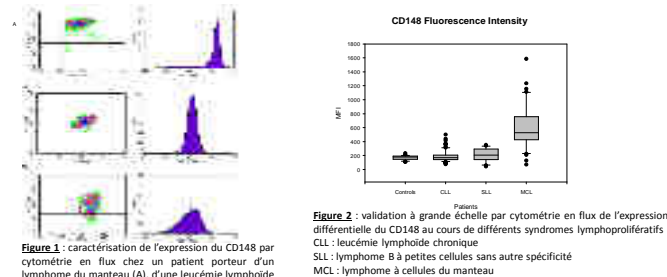 A
CD148 Fluorescence Intensity
1800
1600
1400
1200
1000
800
600
400
200
0
MFI
Controls
CLL
SLL
MCL
Patients
Figure 1 : caractérisation de l'expression du CD148 par
cytométrie en flux chez un patient porteur d'un
lymphome du manteau (A), d'une leucémie lymphoïde
Figure 2 : validation à grande échelle par cytométrie en flux de l'expression
différentielle du CD148 au cours de différents syndromes lymphoprolifératifs
CLL : leucémie lymphoïde chronique
SLL : lymphome B à petites cellules sans autre spécificité
MCL : lymphome à cellules du manteau